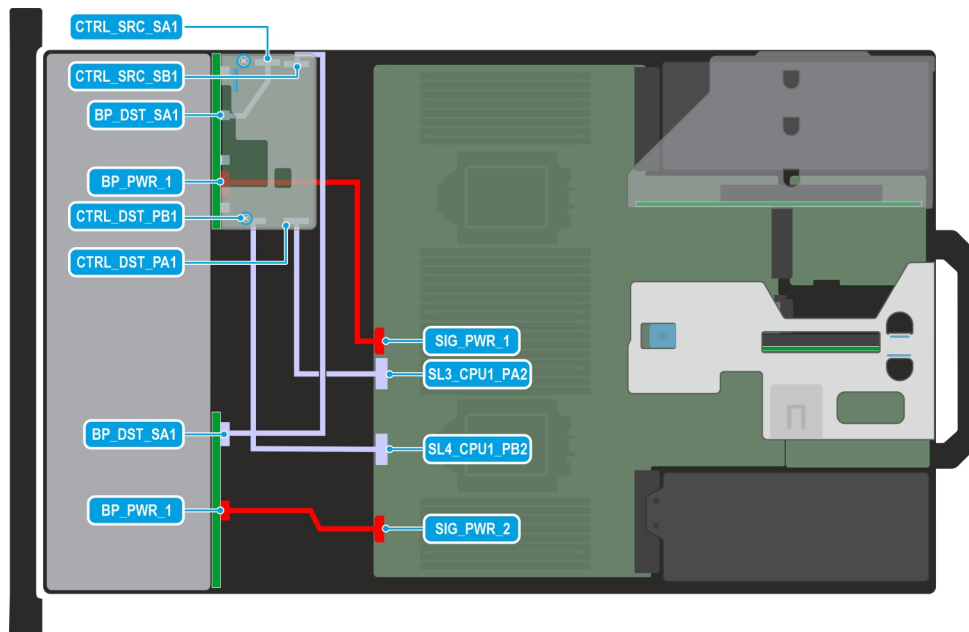 CTRL_SRC_SA1
CTRL_SRC_SB1
BP_DST_SA1
BP_PWR_1
CTRL_DST_PB1
CTRL_DST_PA1
SIG_PWR_1
SL3_CPU1_PA2
BP_DST_SA1
SL4_CPU1_PB2
BP_PWR_1
SIG_PWR_2